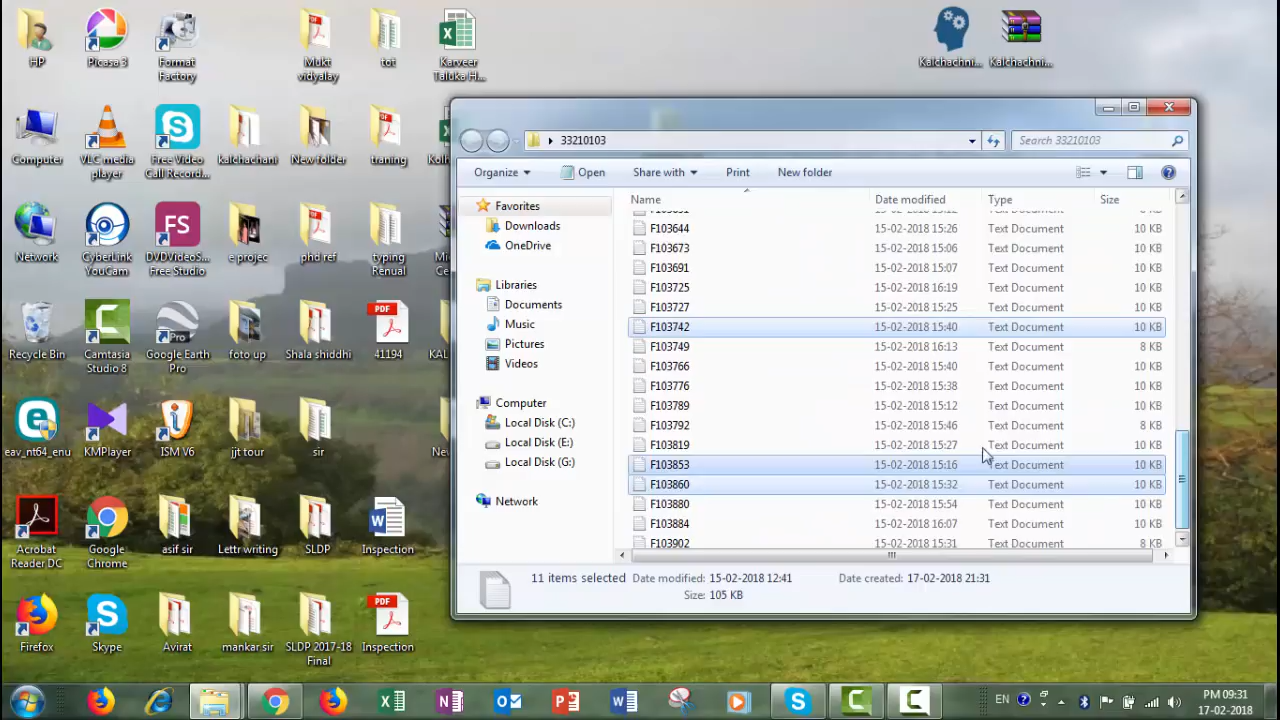 HP
Picasa 3
Format
Factory
Mukt
vidyalay
tot
Karveer
Taluka H...
Kalchachni...
Kalchachni...
Computer
VLC media
player
Free Video
Call Record...
kalchachani
New folder
traning
Network
CyberLink
YouCam
FS
DVDVideoS...
Free Studio
e projec
phd ref
typing
Renual
Recycle Bin
Camtasia
Studio 8
Pro
Google Earth
Pro
foto up
Shala shiddhi
PDF
41194
eav_nt64_enu
KMPlayer
ISM V6
jjt tour
sir
Acrobat
Reader DC
Google
Chrome
asif sir
Lettr writing
SLDP
Inspection
Firefox
Skype
Avirat
mankar sir
SLDP 2017-18
Final
PDF
Inspection
33210103
Search 33210103
Organize
Open
Share with
Print
New folder
Favorites
Downloads
OneDrive
Libraries
Documents
Music
Pictures
Videos
Computer
Local Disk (C:)
Local Disk (E:)
Local Disk (G:)
Network
Name Date modified Type Size
F103644 15-02-2018 15:26 Text Document 10 KB
F103673 15-02-2018 15:06 Text Document 10 KB
F103691 15-02-2018 15:07 Text Document 10 KB
F103725 15-02-2018 16:19 Text Document 10 KB
F103727 15-02-2018 15:25 Text Document 10 KB
F103742 15-02-2018 15:40 Text Document 10 KB
F103749 15-02-2018 16:13 Text Document 8 KB
F103766 15-02-2018 15:40 Text Document 10 KB
F103776 15-02-2018 15:38 Text Document 10 KB
F103789 15-02-2018 15:12 Text Document 10 KB
F103792 15-02-2018 15:46 Text Document 8 KB
F103819 15-02-2018 15:27 Text Document 10 KB
F103853 15-02-2018 15:16 Text Document 10 KB
F103860 15-02-2018 15:32 Text Document 10 KB
F103880 15-02-2018 15:54 Text Document 10 KB
F103884 15-02-2018 16:07 Text Document 10 KB
F103902 15-02-2018 15:31 Text Document 8 KB
11 items selected Date modified: 15-02-2018 12:41 Date created: 17-02-2018 21:31
Size: 105 KB
EN
PM 09:31
17-02-2018